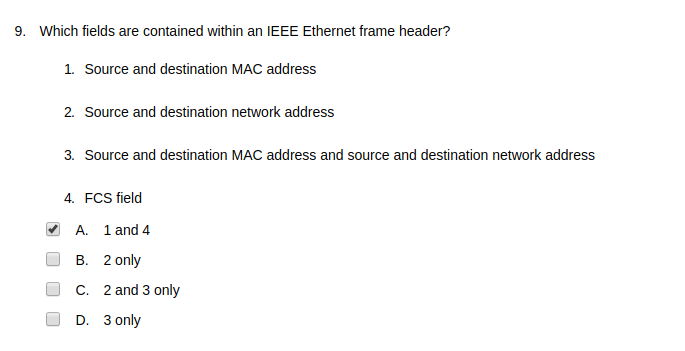 9. Which fields are contained within an IEEE Ethernet frame header?
1. Source and destination MAC address
2. Source and destination network address
3. Source and destination MAC address and source and destination network address
4. FCS field
A. 1 and 4
B. 2 only
C. 2 and 3 only
D. 3 only